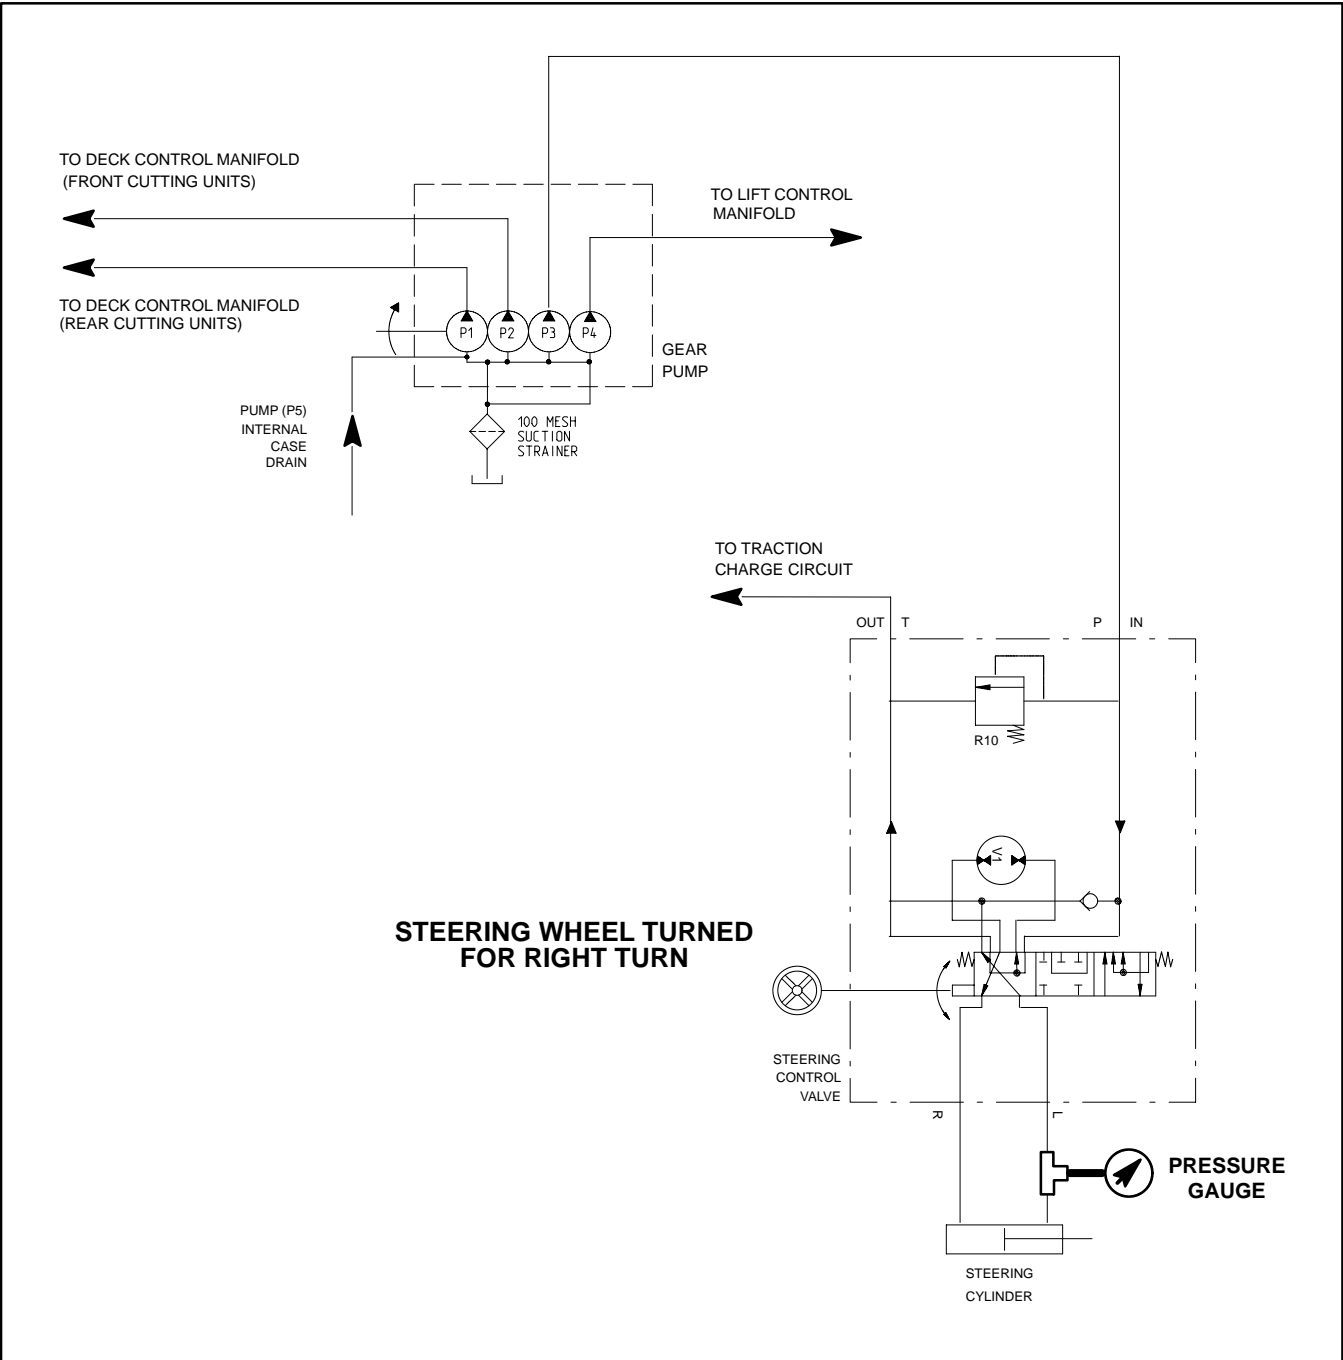 TO DECK CONTROL MANIFOLD
(FRONT CUTTING UNITS)
TO LIFT CONTROL
MANIFOLD
TO DECK CONTROL MANIFOLD
(REAR CUTTING UNITS)
P1 P2 P3 P4
GEAR
PUMP
PUMP (P5)
INTERNAL
CASE
DRAIN
100 MESH
SUCTION
STRAINER
TO TRACTION
CHARGE CIRCUIT
OUT T P IN
R10
V1
STEERING WHEEL TURNED
FOR RIGHT TURN
STEERING
CONTROL
VALVE
R L
PRESSURE
GAUGE
STEERING
CYLINDER